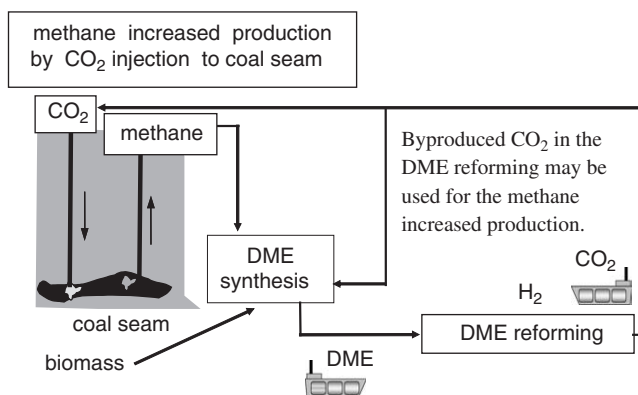 methane increased production
by CO₂ injection to coal seam
CO₂
methane
Byproduced CO₂ in the
DME reforming may be
used for the methane
increased production.
DME
synthesis
CO₂
H₂
coal seam
DME reforming
biomass
DME